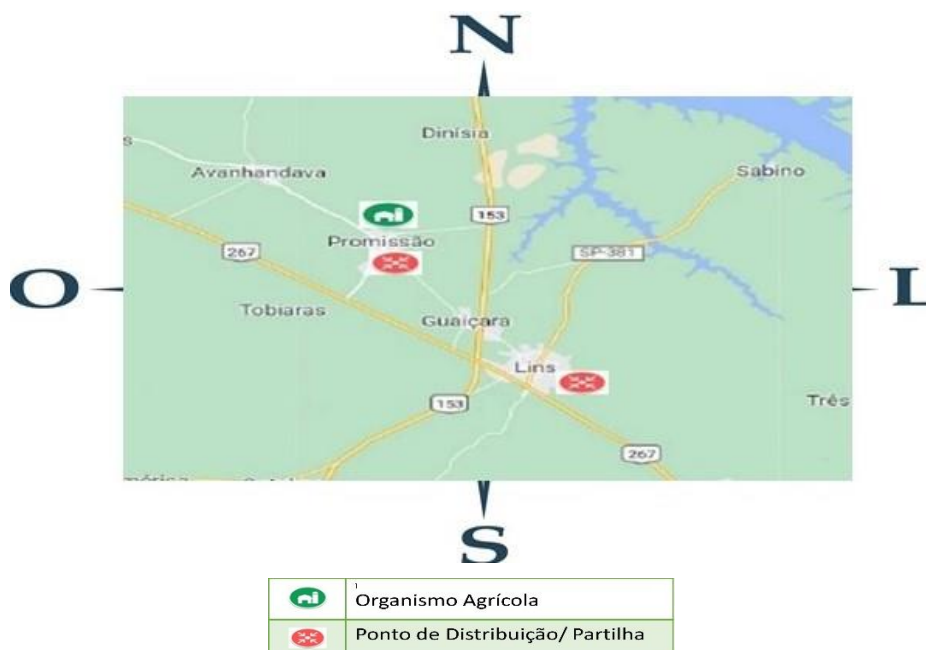 N
Dinísia
Avanhandava
Sabino
153
Promissão
267
SP-381
O
L
Tobiaras
Guaiçara
Lins
153
Três
267
S
1
Organismo Agrícola
Ponto de Distribuição/ Partilha